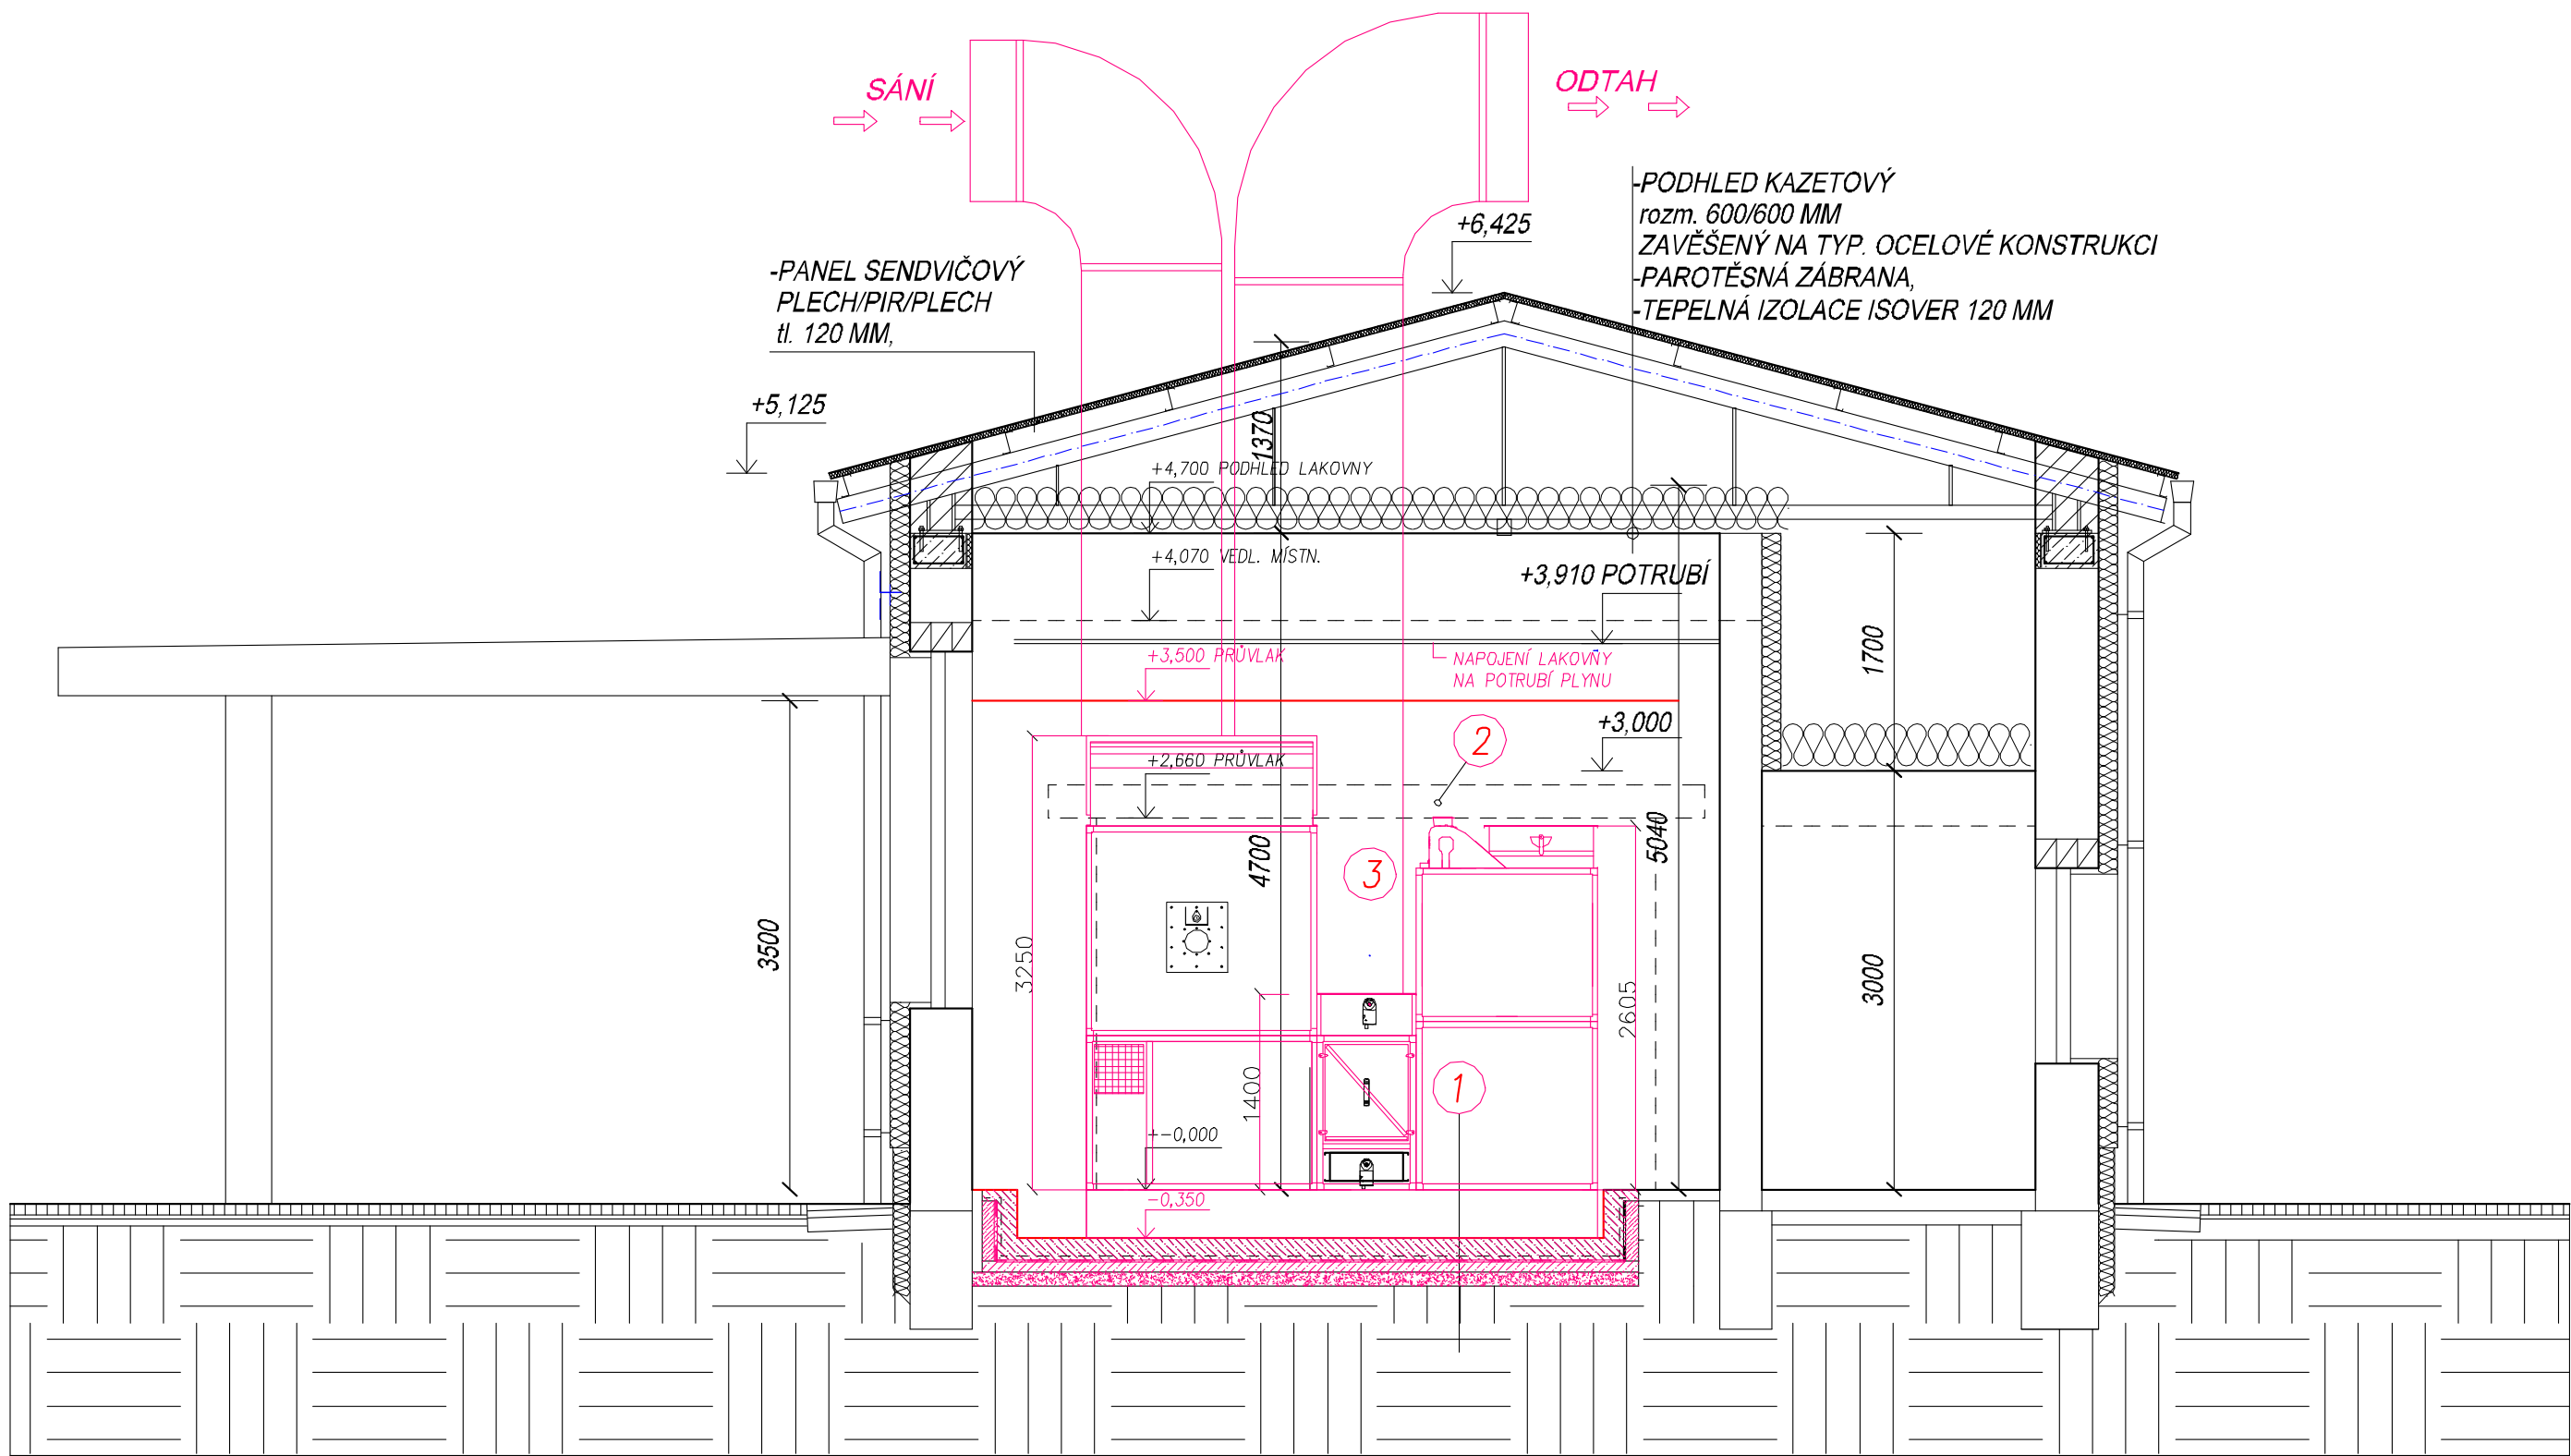 SÁNÍ
ODTAH
-PODHLED KAZETOVÝ
rozm. 600/600 MM
ZAVĚŠENÝ NA TYP. OCELOVÉ KONSTRUKCI
-PAROTĚSNÁ ZÁBRANA,
-TEPELNÁ IZOLACE ISOVER 120 MM
+6,425
-PANEL SENDVIČOVÝ
PLECH/PIR/PLECH
tl. 120 MM,
+5,125
1370
+4,700 PODHLED LAKOVNY
+4,070 VEDL. MÍSTN.
+3,910 POTRUBÍ
+3,500 PRŮVLAK
NAPOJENÍ LAKOVNY
NA POTRUBÍ PLYNU
1700
+3,000
2
+2,660 PRŮVLAK
4700
3
5040
3500
3250
3000
2605
1400
1
+-0,000
-0,350